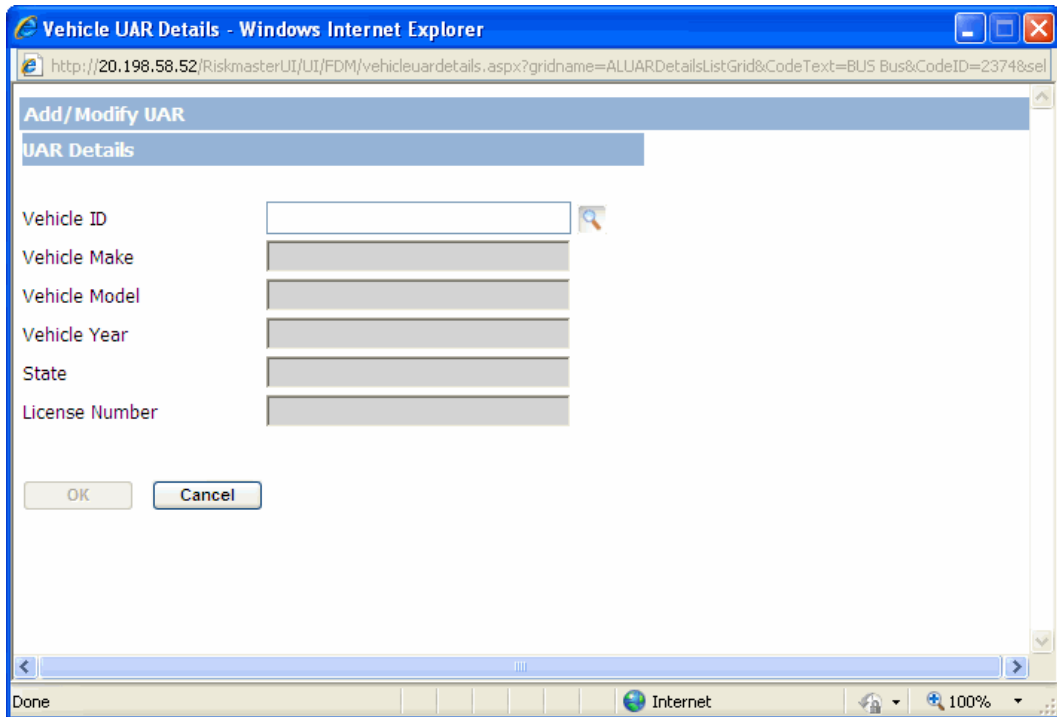 Vehicle UAR Details - Windows Internet Explorer
http://20.198.58.52/RiskmasterUI/UI/FDM/vehicleuardetails.aspx?gridname=ALUARDetailsListGrid&CodeText=BUS Bus&CodeID=2374&sel
Add/Modify UAR
UAR Details
Vehicle ID
Vehicle Make
Vehicle Model
Vehicle Year
State
License Number
OK Cancel
Done Internet 100%